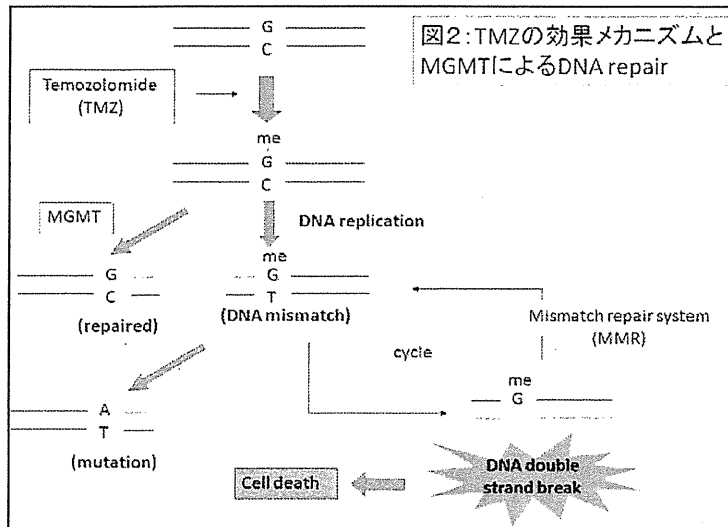 G
C
図2:TMZの効果メカニズムと
MGMTによるDNA repair
Temozolomide
(TMZ)
me
G
C
MGMT
DNA replication
me
G
C
G
T
(repaired)
(DNA mismatch)
Mismatch repair system
(MMR)
cycle
me
G
A
T
(mutation)
DNA double
strand break
Cell death